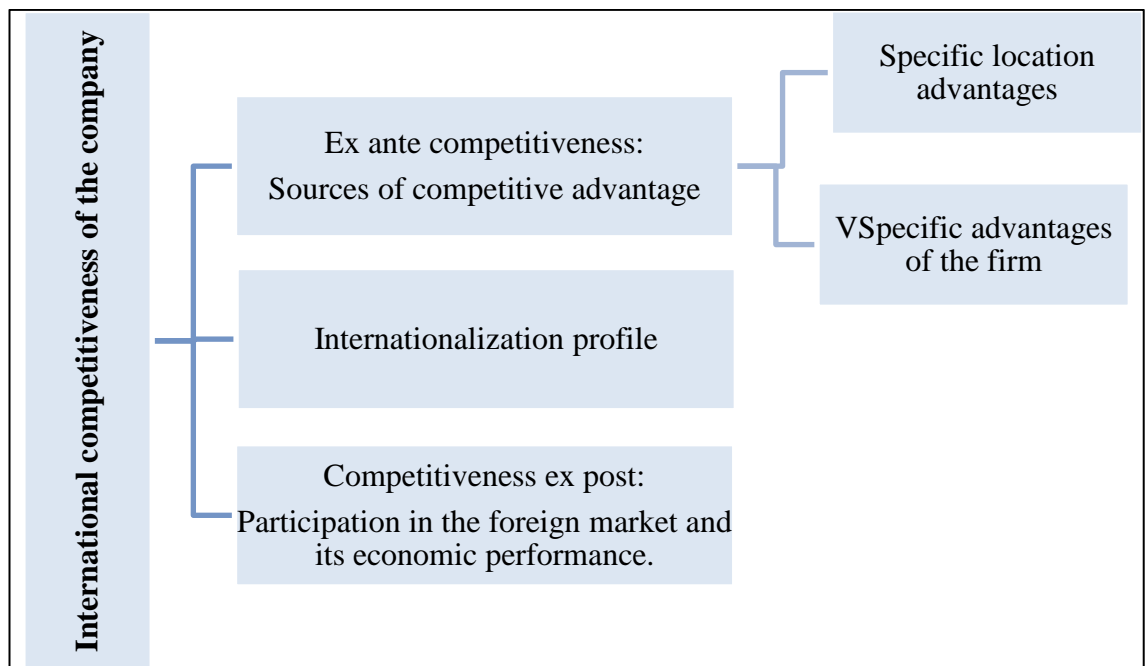 International competitiveness of the company
Ex ante competitiveness:
Sources of competitive advantage
Specific location
advantages
VSpecific advantages
of the firm
Internationalization profile
Competitiveness ex post:
Participation in the foreign market and
its economic performance.